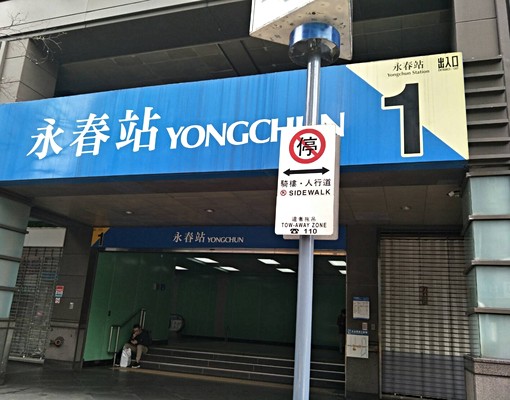 永春站
Yongchun Station
出入口
永春站 YONGCHUN
1
停
騎樓・人行道
SIDEWALK
違者拖吊
TOW-AWAY ZONE
☎ 110
1
永春站 YONGCHUN